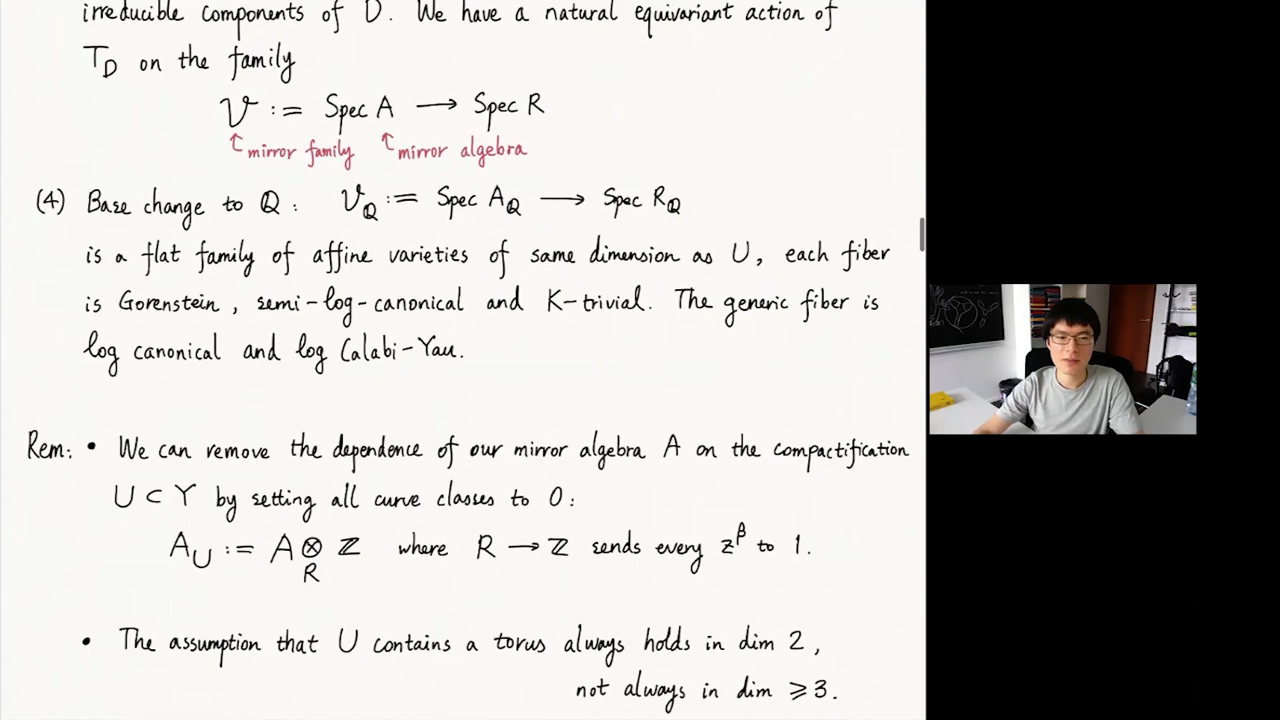 irreducible components of D. We have a natural equivariant action of
T_D on the family
𝒱 := Spec A ⟶ Spec R
↑ mirror family ↑ mirror algebra
(4) Base change to ℚ : 𝒱_ℚ := Spec A_ℚ ⟶ Spec R_ℚ
is a flat family of affine varieties of same dimension as U, each fiber
is Gorenstein, semi-log-canonical and K-trivial. The generic fiber is
log canonical and log Calabi-Yau.
Rem: • We can remove the dependence of our mirror algebra A on the compactification
U ⊂ Y by setting all curve classes to 0:
A_U := A ⊗_R ℤ where R → ℤ sends every z^β to 1.
• The assumption that U contains a torus always holds in dim 2,
not always in dim ⩾3.